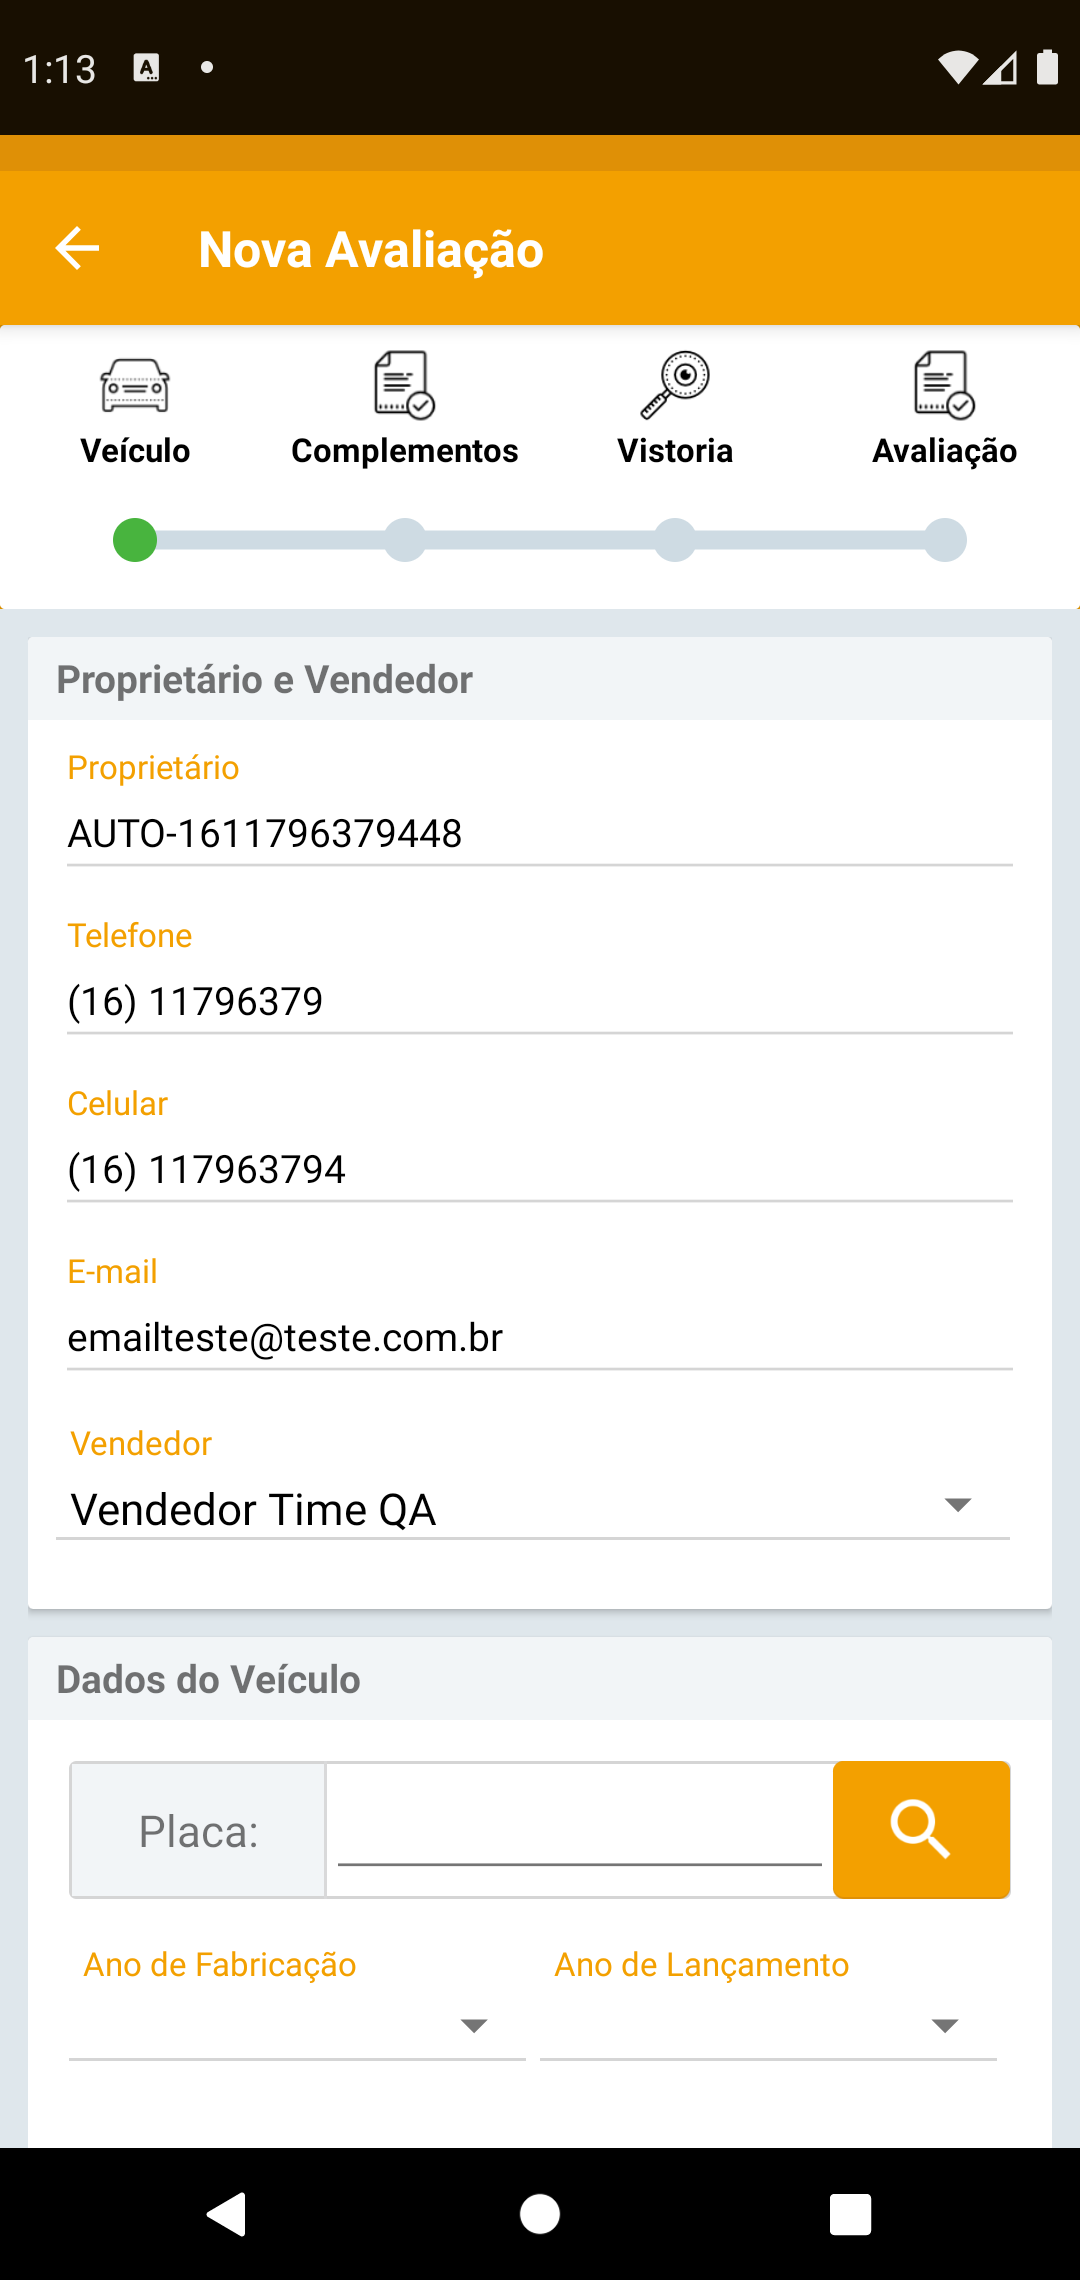 1:13
Nova Avaliação
Veículo Complementos Vistoria Avaliação
Proprietário e Vendedor
Proprietário
AUTO-1611796379448
Telefone
(16) 11796379
Celular
(16) 117963794
E-mail
emailteste@teste.com.br
Vendedor
Vendedor Time QA
Dados do Veículo
Placa:
Ano de Fabricação Ano de Lançamento